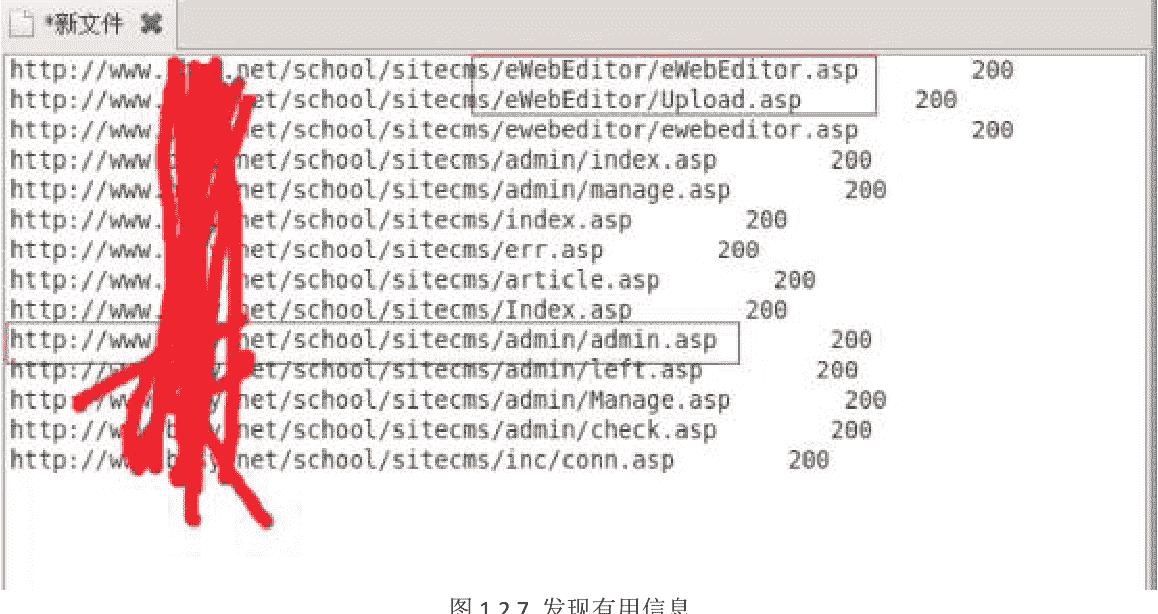 *新文件
http://www. net/school/sitecms/eWebEditor/eWebEditor.asp 200
http://www. net/school/sitecms/eWebEditor/Upload.asp 200
http://www. net/school/sitecms/ewebeditor/ewebeditor.asp 200
http://www net/school/sitecms/admin/index.asp 200
http://www. net/school/sitecms/admin/manage.asp 200
http://www. net/school/sitecms/index.asp 200
http://www. net/school/sitecms/err.asp 200
http://www. net/school/sitecms/article.asp 200
http://www. net/school/sitecms/Index.asp 200
http://www net/school/sitecms/admin/admin.asp 200
http://www et/school/sitecms/admin/left.asp 200
http net/school/sitecms/admin/Manage.asp 200
http://w net/school/sitecms/admin/check.asp 200
http://w net/school/sitecms/inc/conn.asp 200
图 1.2.7 发现有用信息